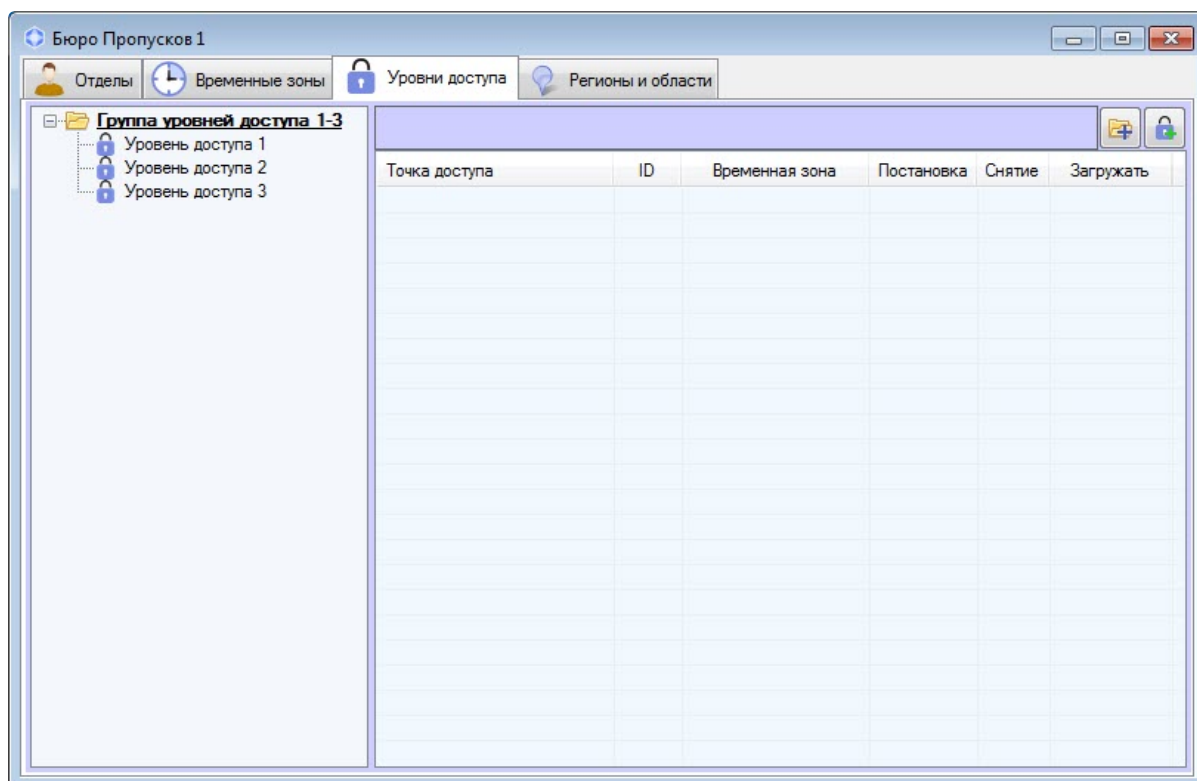 Бюро Пропусков 1
Отделы Временные зоны Уровни доступа Регионы и области
Группа уровней доступа 1-3
Уровень доступа 1
Уровень доступа 2
Уровень доступа 3
Точка доступа ID Временная зона Постановка Снятие Загружать